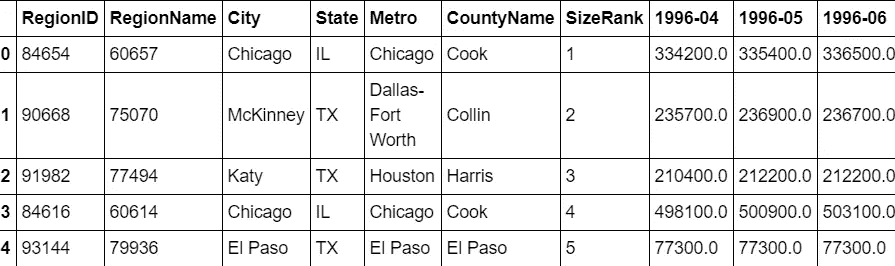 RegionID RegionName City State Metro CountyName SizeRank 1996-04 1996-05 1996-06
0 84654 60657 Chicago IL Chicago Cook 1 334200.0 335400.0 336500.0
Dallas-
1 90668 75070 McKinney TX Fort Collin 2 235700.0 236900.0 236700.0
Worth
2 91982 77494 Katy TX Houston Harris 3 210400.0 212200.0 212200.0
3 84616 60614 Chicago IL Chicago Cook 4 498100.0 500900.0 503100.0
4 93144 79936 El Paso TX El Paso El Paso 5 77300.0 77300.0 77300.0